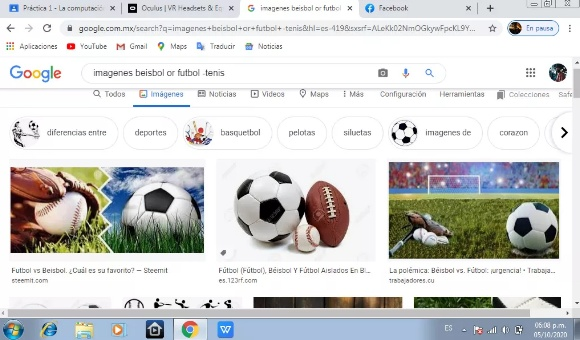 Práctica 1 - La computació
Oculus | VR Headsets & Eq
imagenes beisbol or futbol
Facebook
google.com.mx/search?q=imagenes+beisbol+or+futbol+-tenis&hl=es-419&sxsrf=ALeKk02NmOGkywFpcKL9Y...
En pausa
Aplicaciones YouTube Gmail Maps Traducir Noticias
Google
imagenes beisbol or futbol -tenis
Todos Imágenes Noticias Videos Maps Más Configuración Herramientas Colecciones Safe
diferencias entre deportes basquetbol pelotas siluetas imagenes de corazon
Futbol vs Beisbol. ¿Cuál es su favorito? — Steemit
steemit.com
Fútbol (Fútbol), Béisbol Y Fútbol Aislados En Bl...
es.123rf.com
La polémica: Béisbol vs. Fútbol: ¡urgencia! • Trabaja...
trabajadores.cu
ES
06:08 p.m.
05/10/2020